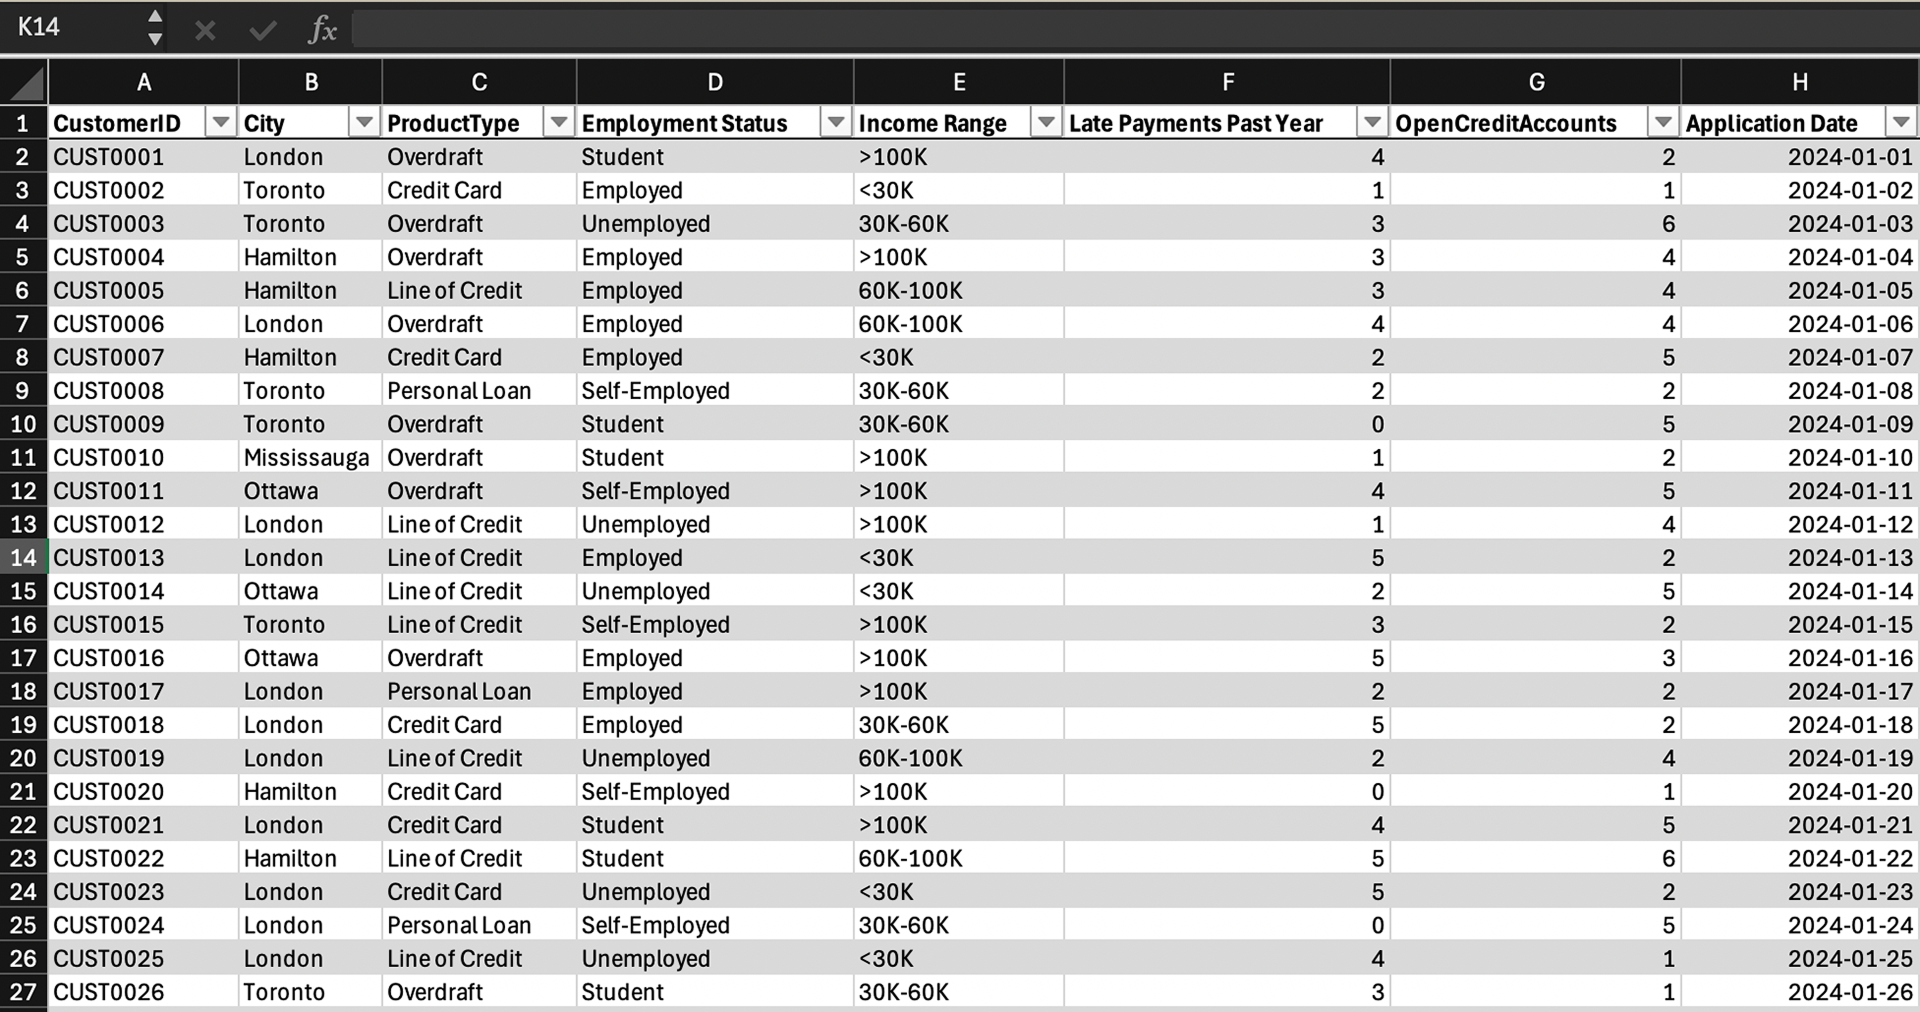 K14 fx
A B C D E F G H
1 CustomerID City ProductType Employment Status Income Range Late Payments Past Year OpenCreditAccounts Application Date
2 CUST0001 London Overdraft Student >100K 4 2 2024-01-01
3 CUST0002 Toronto Credit Card Employed <30K 1 1 2024-01-02
4 CUST0003 Toronto Overdraft Unemployed 30K-60K 3 6 2024-01-03
5 CUST0004 Hamilton Overdraft Employed >100K 3 4 2024-01-04
6 CUST0005 Hamilton Line of Credit Employed 60K-100K 3 4 2024-01-05
7 CUST0006 London Overdraft Employed 60K-100K 4 4 2024-01-06
8 CUST0007 Hamilton Credit Card Employed <30K 2 5 2024-01-07
9 CUST0008 Toronto Personal Loan Self-Employed 30K-60K 2 2 2024-01-08
10 CUST0009 Toronto Overdraft Student 30K-60K 0 5 2024-01-09
11 CUST0010 Mississauga Overdraft Student >100K 1 2 2024-01-10
12 CUST0011 Ottawa Overdraft Self-Employed >100K 4 5 2024-01-11
13 CUST0012 London Line of Credit Unemployed >100K 1 4 2024-01-12
14 CUST0013 London Line of Credit Employed <30K 5 2 2024-01-13
15 CUST0014 Ottawa Line of Credit Unemployed <30K 2 5 2024-01-14
16 CUST0015 Toronto Line of Credit Self-Employed >100K 3 2 2024-01-15
17 CUST0016 Ottawa Overdraft Employed >100K 5 3 2024-01-16
18 CUST0017 London Personal Loan Employed >100K 2 2 2024-01-17
19 CUST0018 London Credit Card Employed 30K-60K 5 2 2024-01-18
20 CUST0019 London Line of Credit Unemployed 60K-100K 2 4 2024-01-19
21 CUST0020 Hamilton Credit Card Self-Employed >100K 0 1 2024-01-20
22 CUST0021 London Credit Card Student >100K 4 5 2024-01-21
23 CUST0022 Hamilton Line of Credit Student 60K-100K 5 6 2024-01-22
24 CUST0023 London Credit Card Unemployed <30K 5 2 2024-01-23
25 CUST0024 London Personal Loan Self-Employed 30K-60K 0 5 2024-01-24
26 CUST0025 London Line of Credit Unemployed <30K 4 1 2024-01-25
27 CUST0026 Toronto Overdraft Student 30K-60K 3 1 2024-01-26